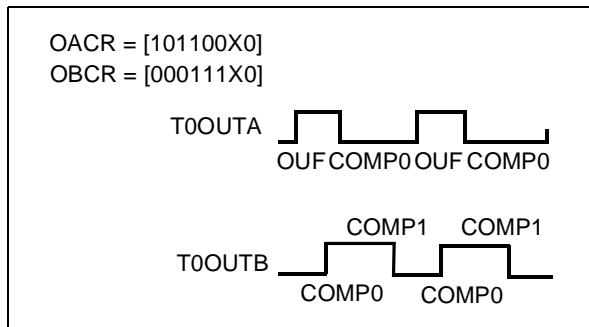 OACR = [101100X0]
OBCR = [000111X0]
T0OUTA
OUF COMP0 OUF COMP0
COMP1 COMP1
T0OUTB
COMP0 COMP0